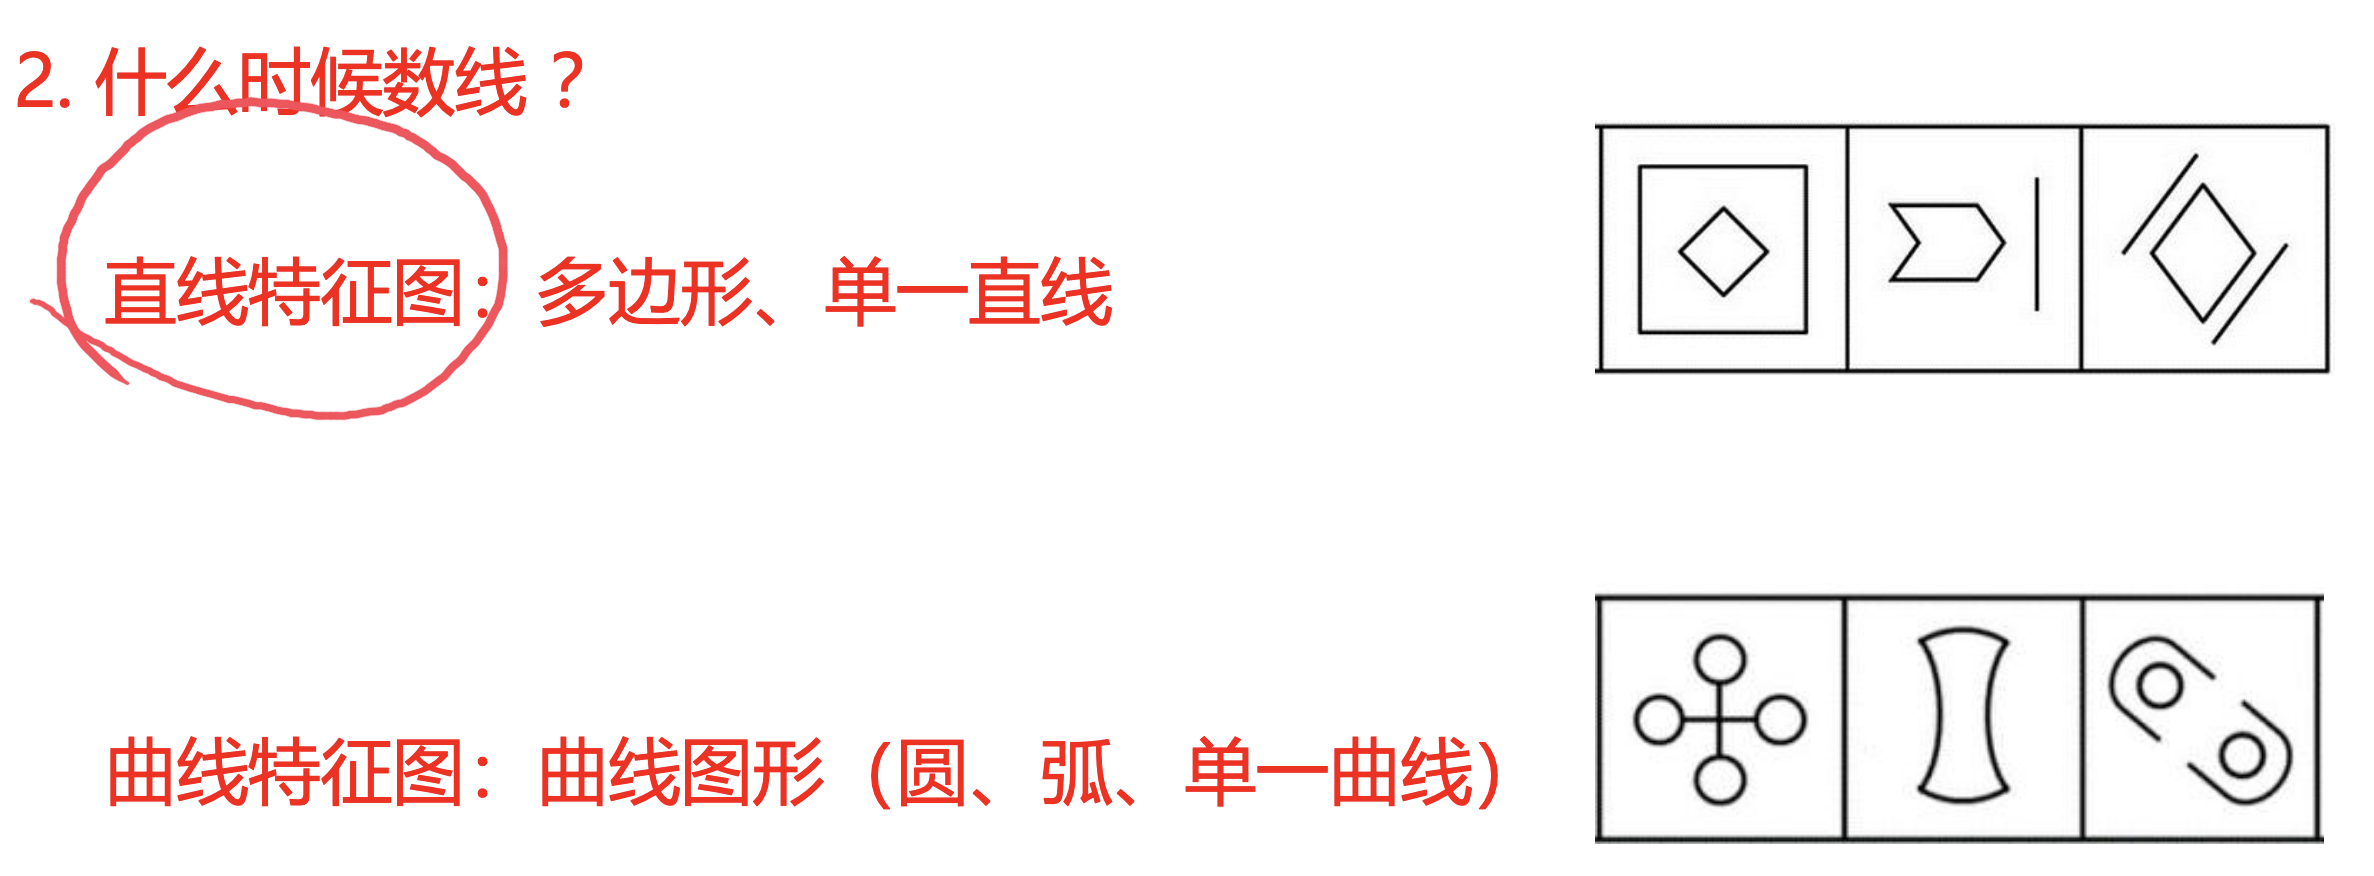 2. 什么时候数线？
直线特征图：多边形、单一直线
曲线特征图：曲线图形（圆、弧、单一曲线）